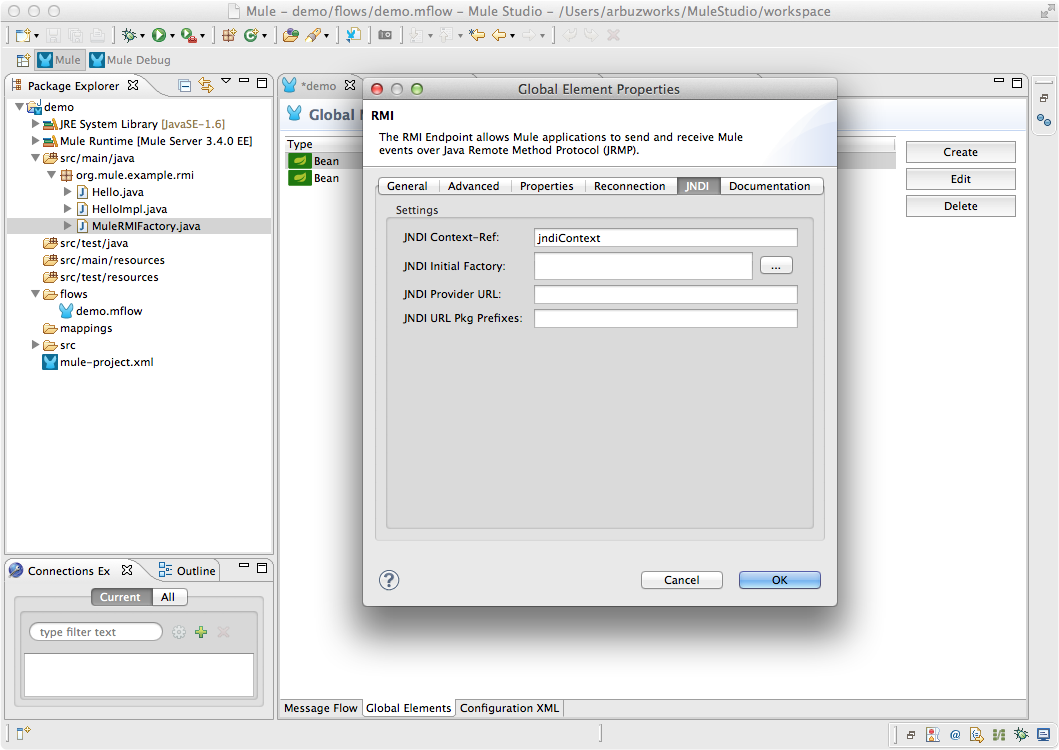 Mule – demo/flows/demo.mflow – Mule Studio – /Users/arbuzworks/MuleStudio/workspace
Mule
Mule Debug
Package Explorer
demo
JRE System Library [JavaSE-1.6]
Mule Runtime [Mule Server 3.4.0 EE]
src/main/java
org.mule.example.rmi
Hello.java
HelloImpl.java
MuleRMIFactory.java
src/test/java
src/main/resources
src/test/resources
flows
demo.mflow
mappings
src
mule-project.xml
*demo
Global
Type
Bean
Bean
Create
Edit
Delete
Global Element Properties
RMI
The RMI Endpoint allows Mule applications to send and receive Mule
events over Java Remote Method Protocol (JRMP).
General
Advanced
Properties
Reconnection
JNDI
Documentation
Settings
JNDI Context-Ref:
jndiContext
JNDI Initial Factory:
...
JNDI Provider URL:
JNDI URL Pkg Prefixes:
?
Cancel
OK
Connections Ex
Outline
Current
All
type filter text
Message Flow
Global Elements
Configuration XML